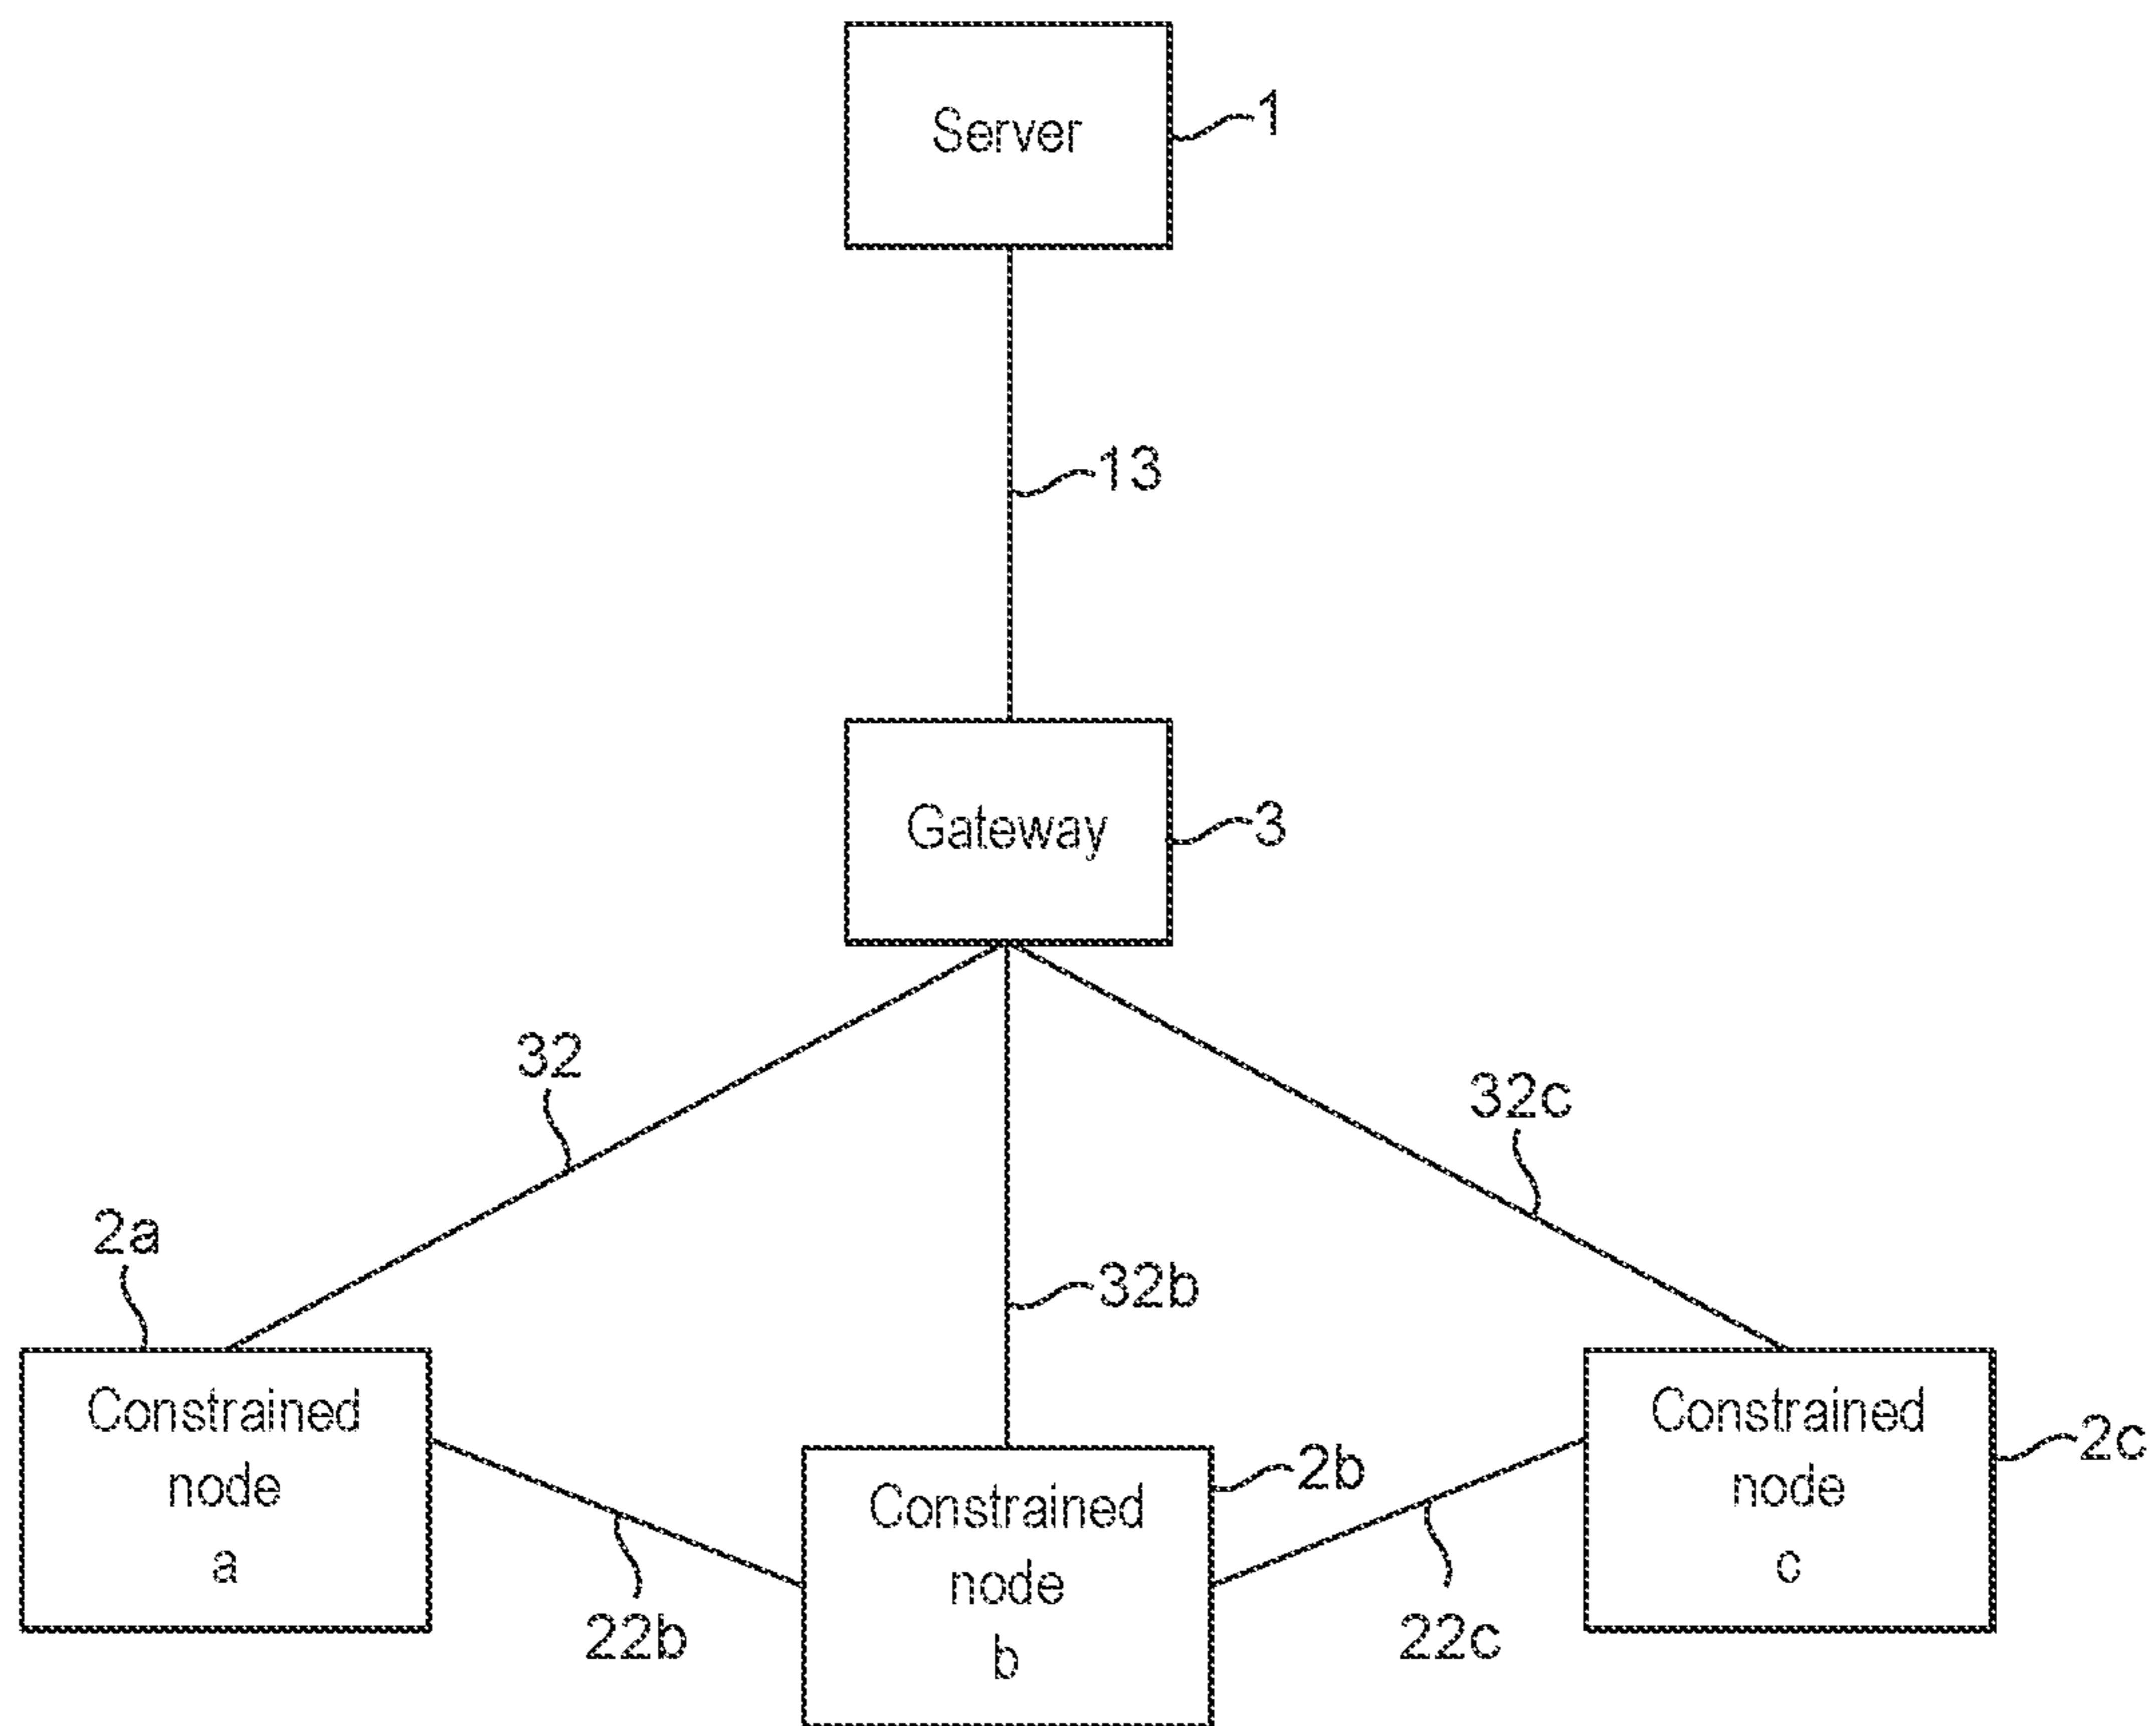 Server
1
13
Gateway
3
32
32c
2a
32b
Constrained
node
a
Constrained
node
b
2b
Constrained
node
c
2c
22b
22c